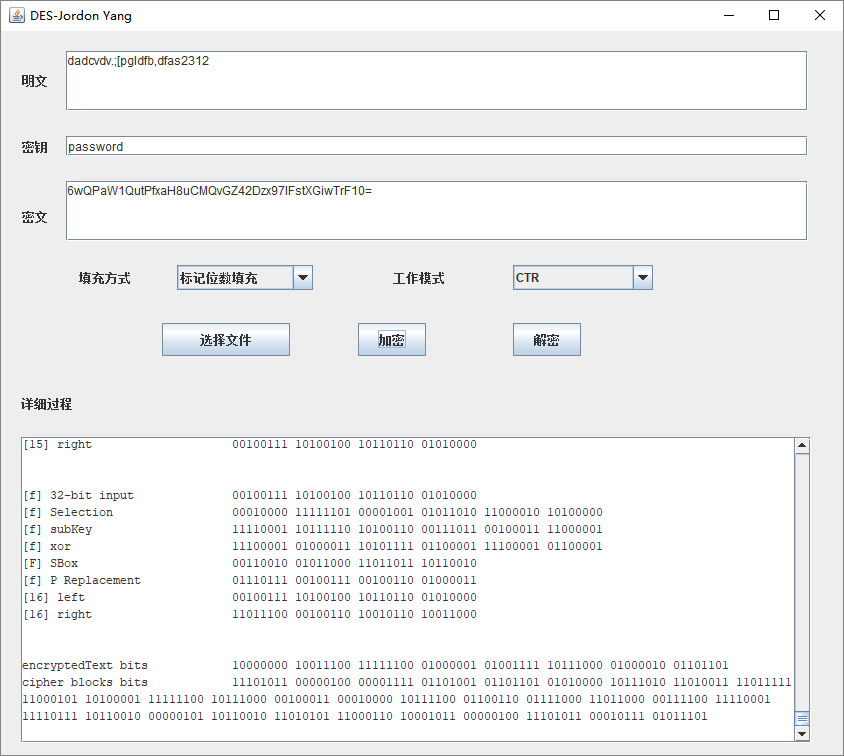 DES-Jordon Yang
明文
dadcvdv.;[pgldfb,dfas2312
密钥
password
密文
6wQPaW1QutPfxaH8uCMQvGZ42Dzx97IFstXGiwTrF10=
填充方式 标记位数填充 工作模式 CTR
选择文件 加密 解密
详细过程
[15] right 00100111 10100100 10110110 01010000
[f] 32-bit input 00100111 10100100 10110110 01010000
[f] Selection 00010000 11111101 00001001 01011010 11000010 10100000
[f] subKey 11110001 10111110 10100110 00111011 00100011 11000001
[f] xor 11100001 01000011 10101111 01100001 11100001 01100001
[F] SBox 00110010 01011000 11011011 10110010
[f] P Replacement 01110111 00100111 00100110 01000011
[16] left 00100111 10100100 10110110 01010000
[16] right 11011100 00100110 10010110 10011000
encryptedText bits 10000000 10011100 11111100 01000001 01001111 10111000 01000010 01101101
cipher blocks bits 11101011 00000100 00001111 01101001 01101101 01010000 10111010 11010011 11011111
11000101 10100001 11111100 10111000 00100011 00010000 10111100 01100110 01111000 11011000 00111100 11110001
11110111 10110010 00000101 10110010 11010101 11000110 10001011 00000100 11101011 00010111 01011101